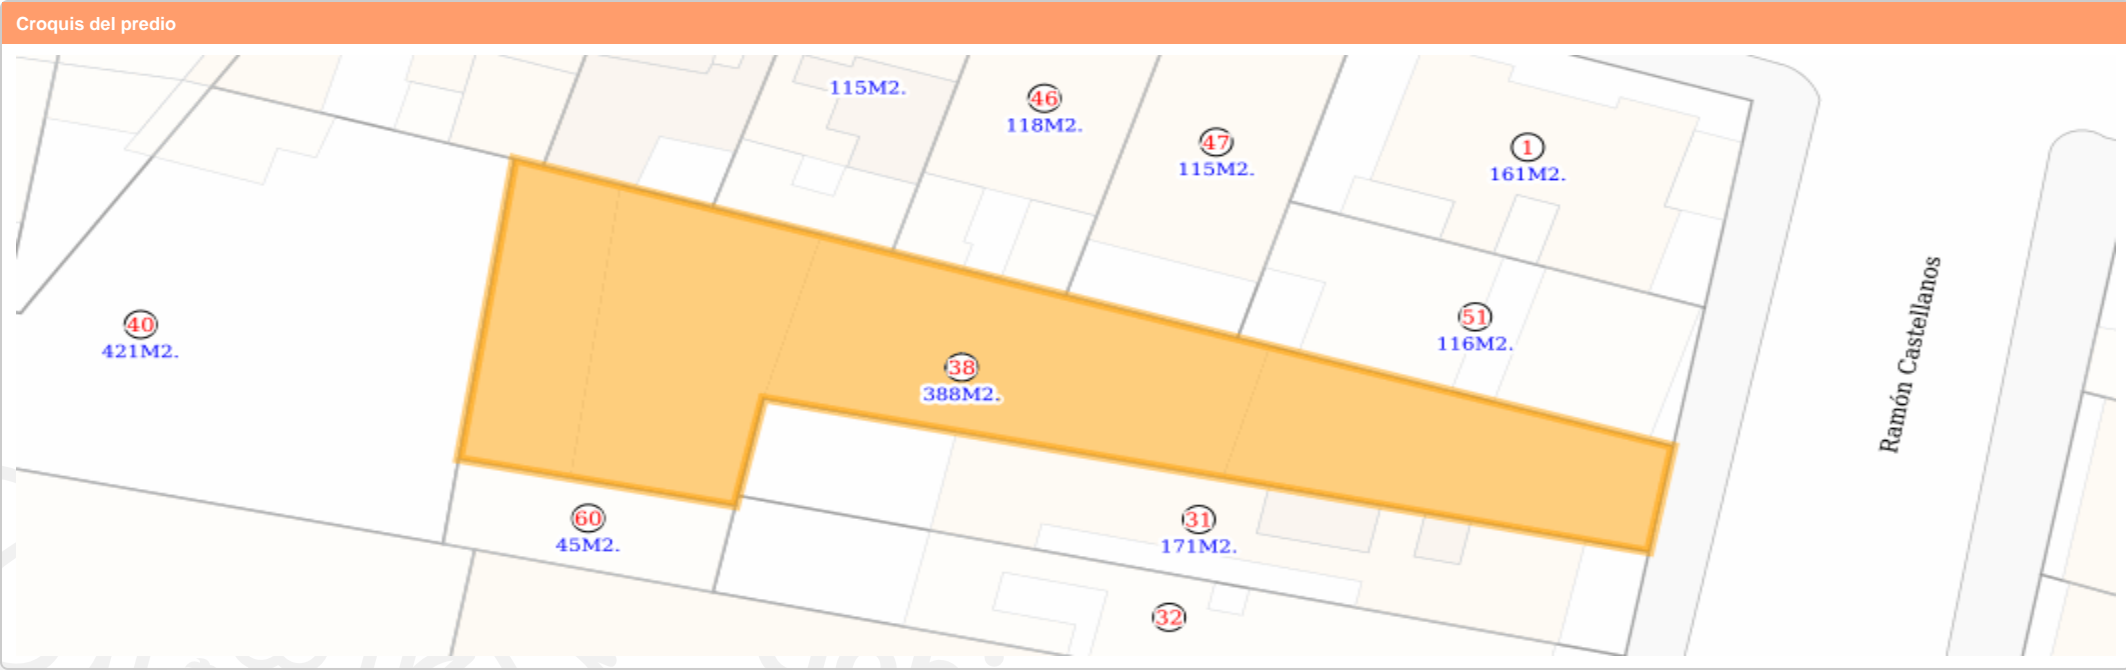 Croquis del predio
115M2.
46
118M2.
47
115M2.
1
161M2.
40
421M2.
38
388M2.
51
116M2.
Ramón Castellanos
60
45M2.
31
171M2.
32